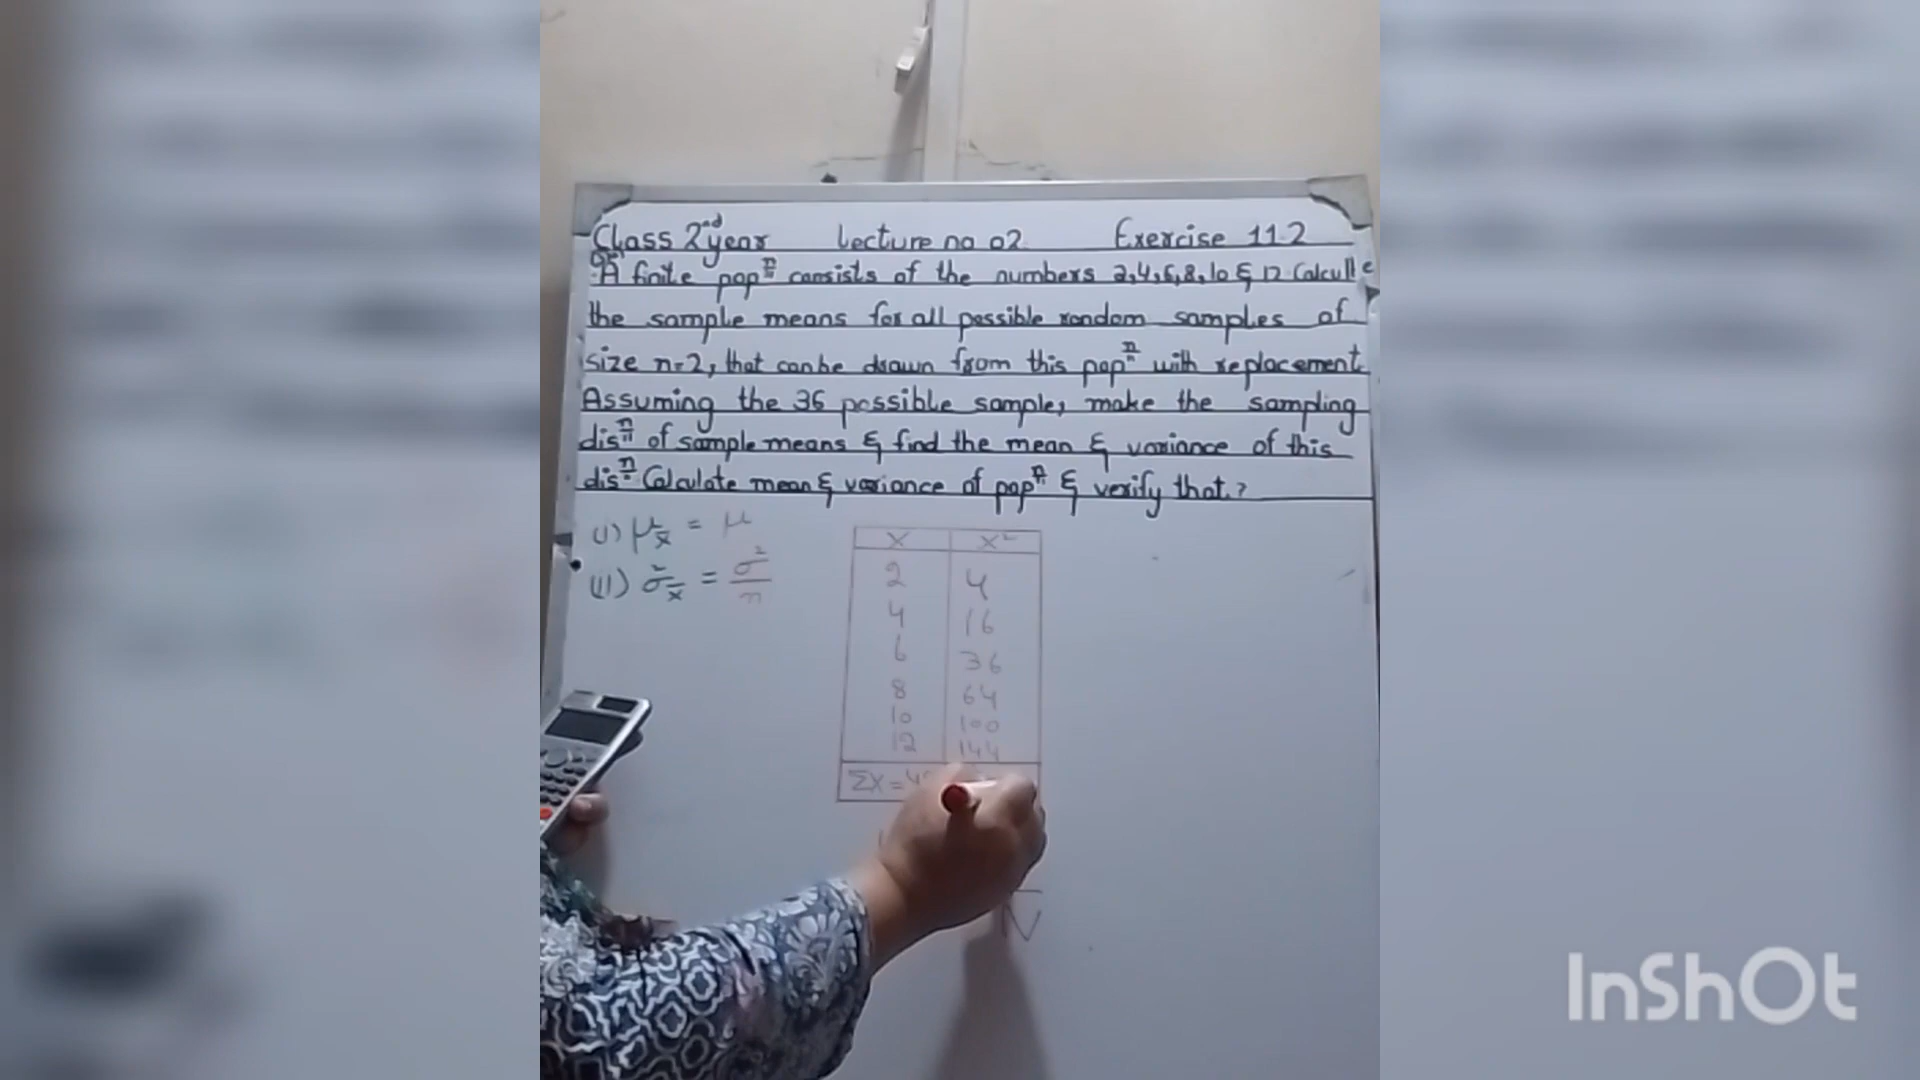 Class 2nd year Lecture no 02 Exercise 11.2
A finite popⁿ consists of the numbers 2,4,6,8,10 & 12. Calculte
the sample means for all possible random samples of
size n=2, that can be drawn from this popⁿ with replacement.
Assuming the 36 possible samples, make the sampling
disⁿ of sample means & find the mean & variance of this
disⁿ. Calculate mean & variance of popⁿ & verify that.?
(i) μx̄ = μ
(ii) σ²x̄ = σ²/n
X X²
2 4
4 16
6 36
8 64
10 100
12 144
ΣX = 4
N
InShOt